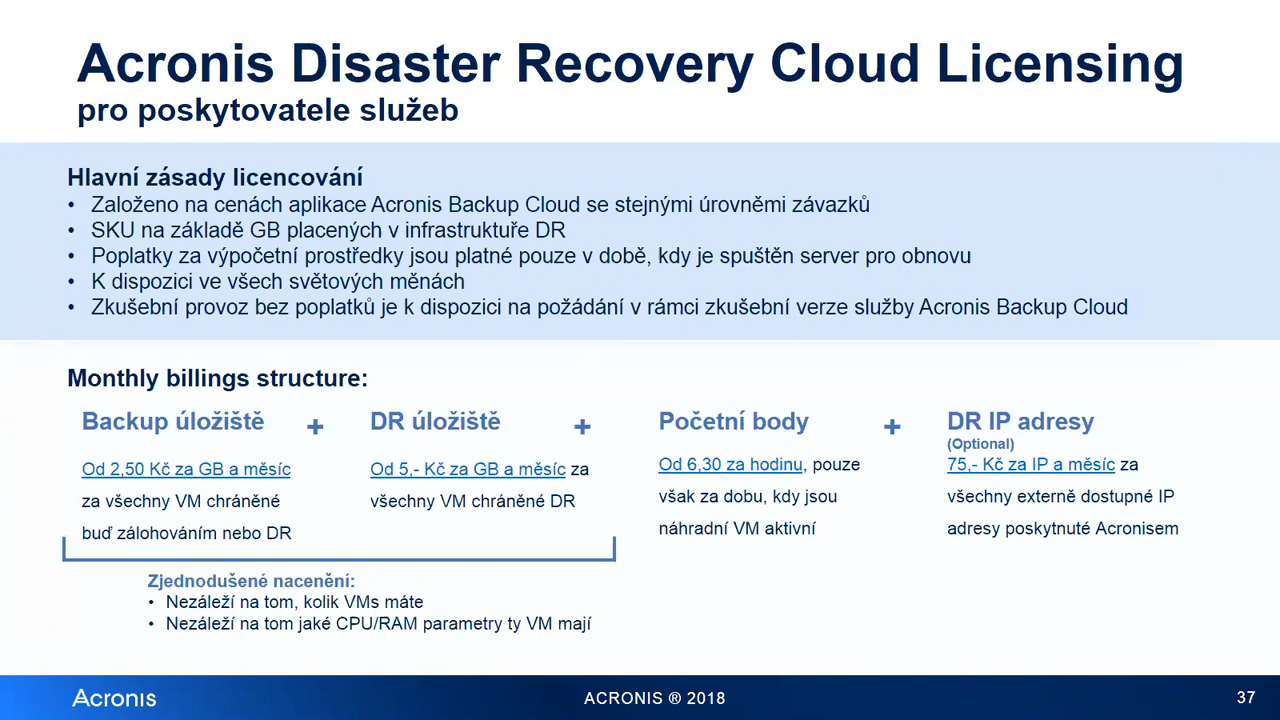 Acronis Disaster Recovery Cloud Licensing
pro poskytovatele služeb
Hlavní zásady licencování
• Založeno na cenách aplikace Acronis Backup Cloud se stejnými úrovněmi závazků
• SKU na základě GB placených v infrastruktuře DR
• Poplatky za výpočetní prostředky jsou platné pouze v době, kdy je spuštěn server pro obnovu
• K dispozici ve všech světových měnách
• Zkušební provoz bez poplatků je k dispozici na požádání v rámci zkušební verze služby Acronis Backup Cloud
Monthly billings structure:
Backup úložiště
Od 2,50 Kč za GB a měsíc
za všechny VM chráněné
buď zálohováním nebo DR
+
DR úložiště
Od 5,- Kč za GB a měsíc za
všechny VM chráněné DR
+
Početní body
Od 6,30 za hodinu, pouze
však za dobu, kdy jsou
náhradní VM aktivní
+
DR IP adresy
(Optional)
75,- Kč za IP a měsíc za
všechny externě dostupné IP
adresy poskytnuté Acronisem
Zjednodušené nacenění:
• Nezáleží na tom, kolik VMs máte
• Nezáleží na tom jaké CPU/RAM parametry ty VM mají
Acronis
ACRONIS ® 2018
37